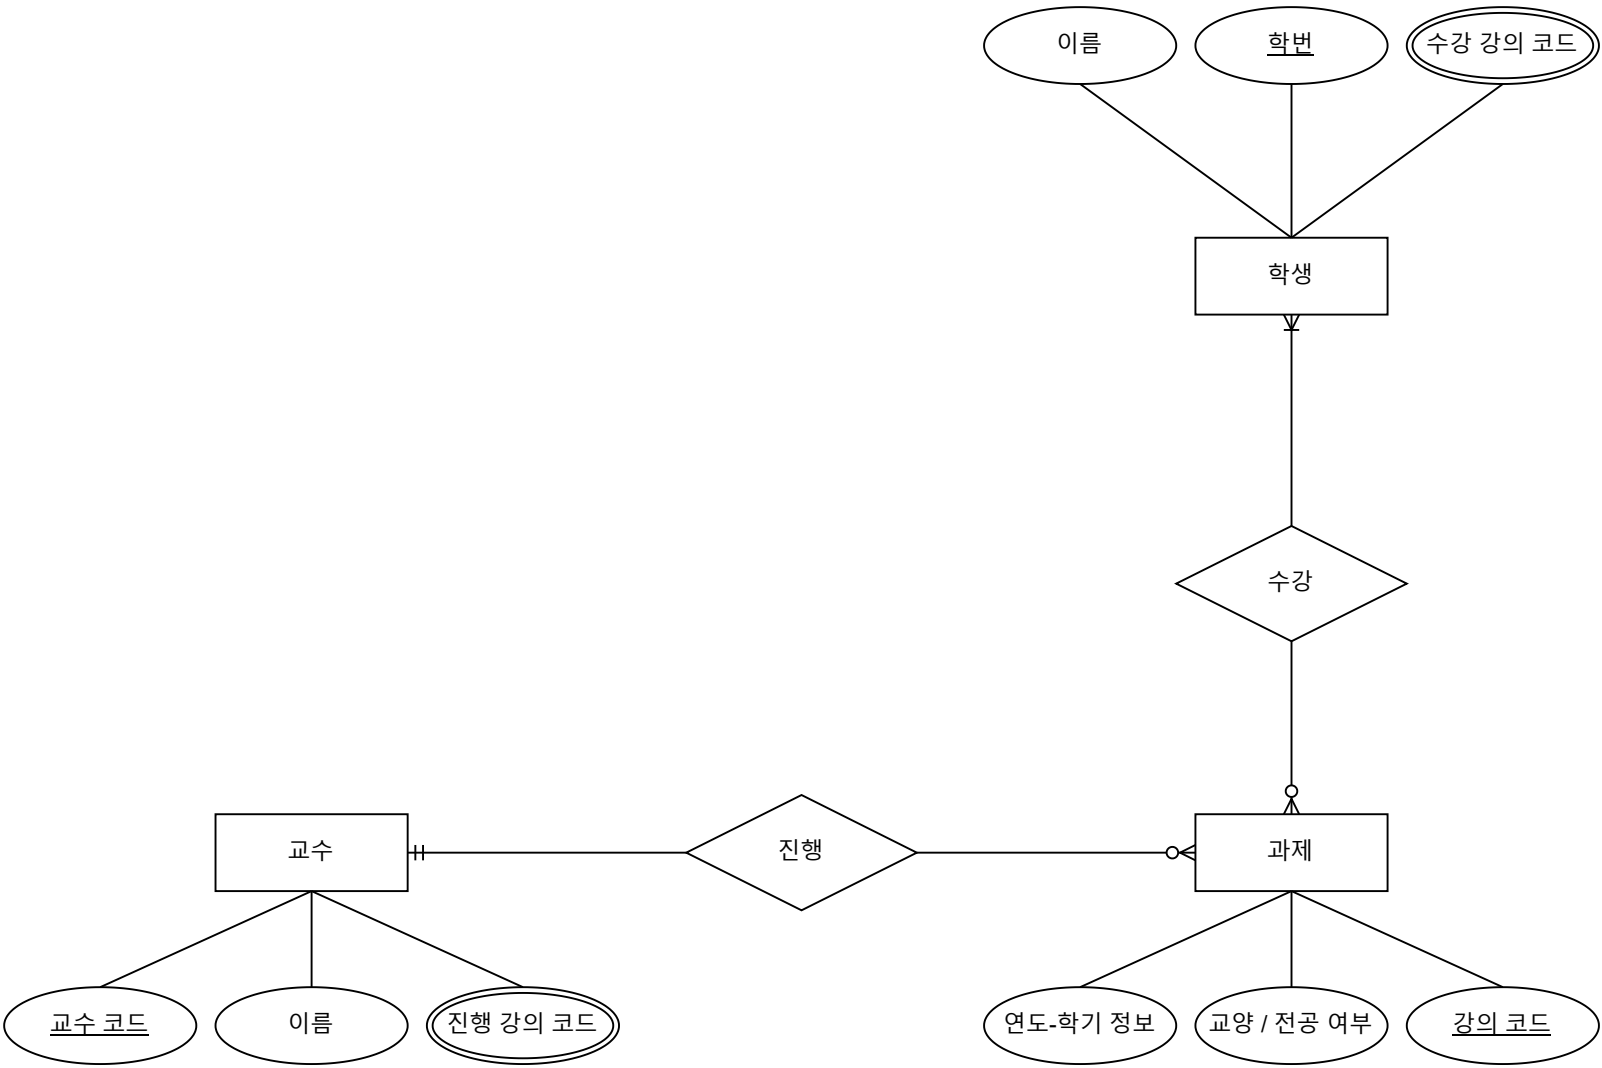 이름
학번
수강 강의 코드
학생
수강
교수
진행
과제
교수 코드
이름
진행 강의 코드
연도-학기 정보
교양 / 전공 여부
강의 코드